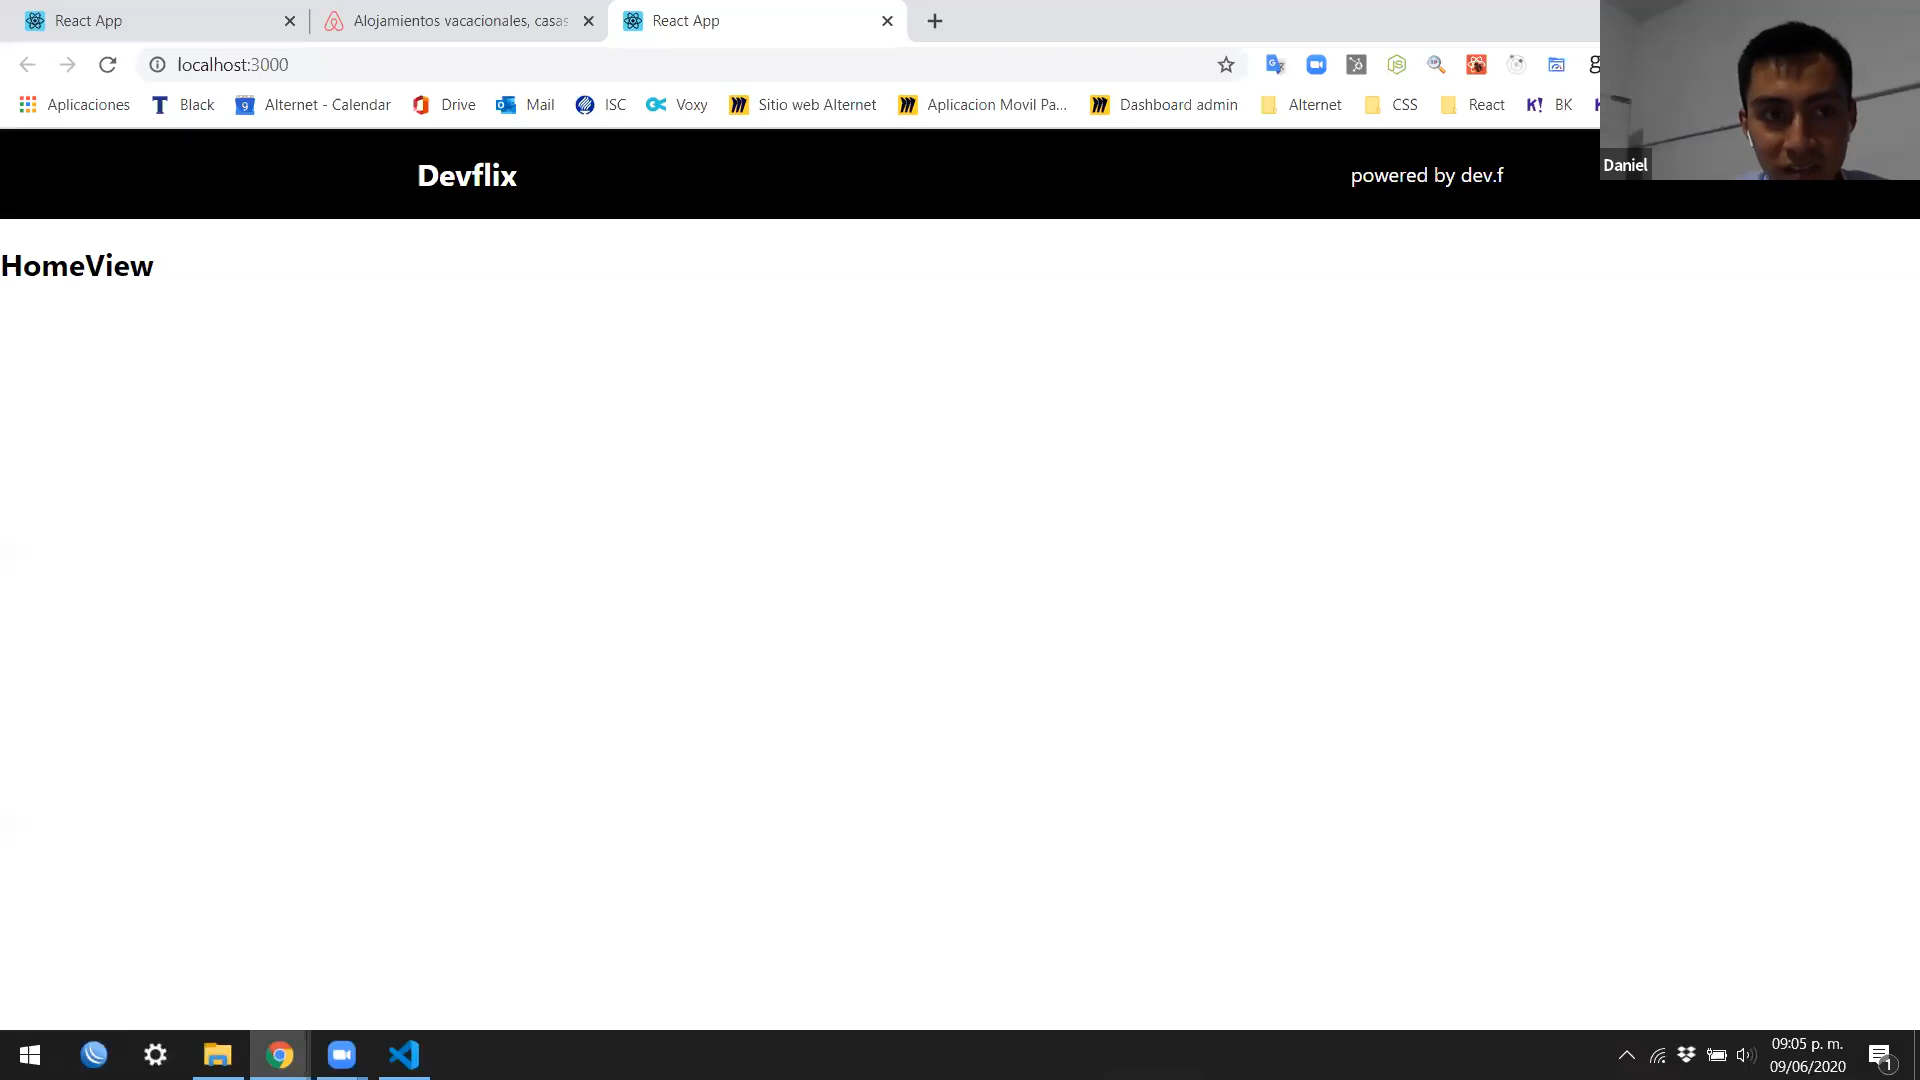 React App
Alojamientos vacacionales, casas
React App
localhost:3000
Aplicaciones
Black
Alternet - Calendar
Drive
Mail
ISC
Voxy
Sitio web Alternet
Aplicacion Movil Pa...
Dashboard admin
Alternet
CSS
React
BK
Daniel
Devflix
powered by dev.f
HomeView
09:05 p. m.
09/06/2020
1